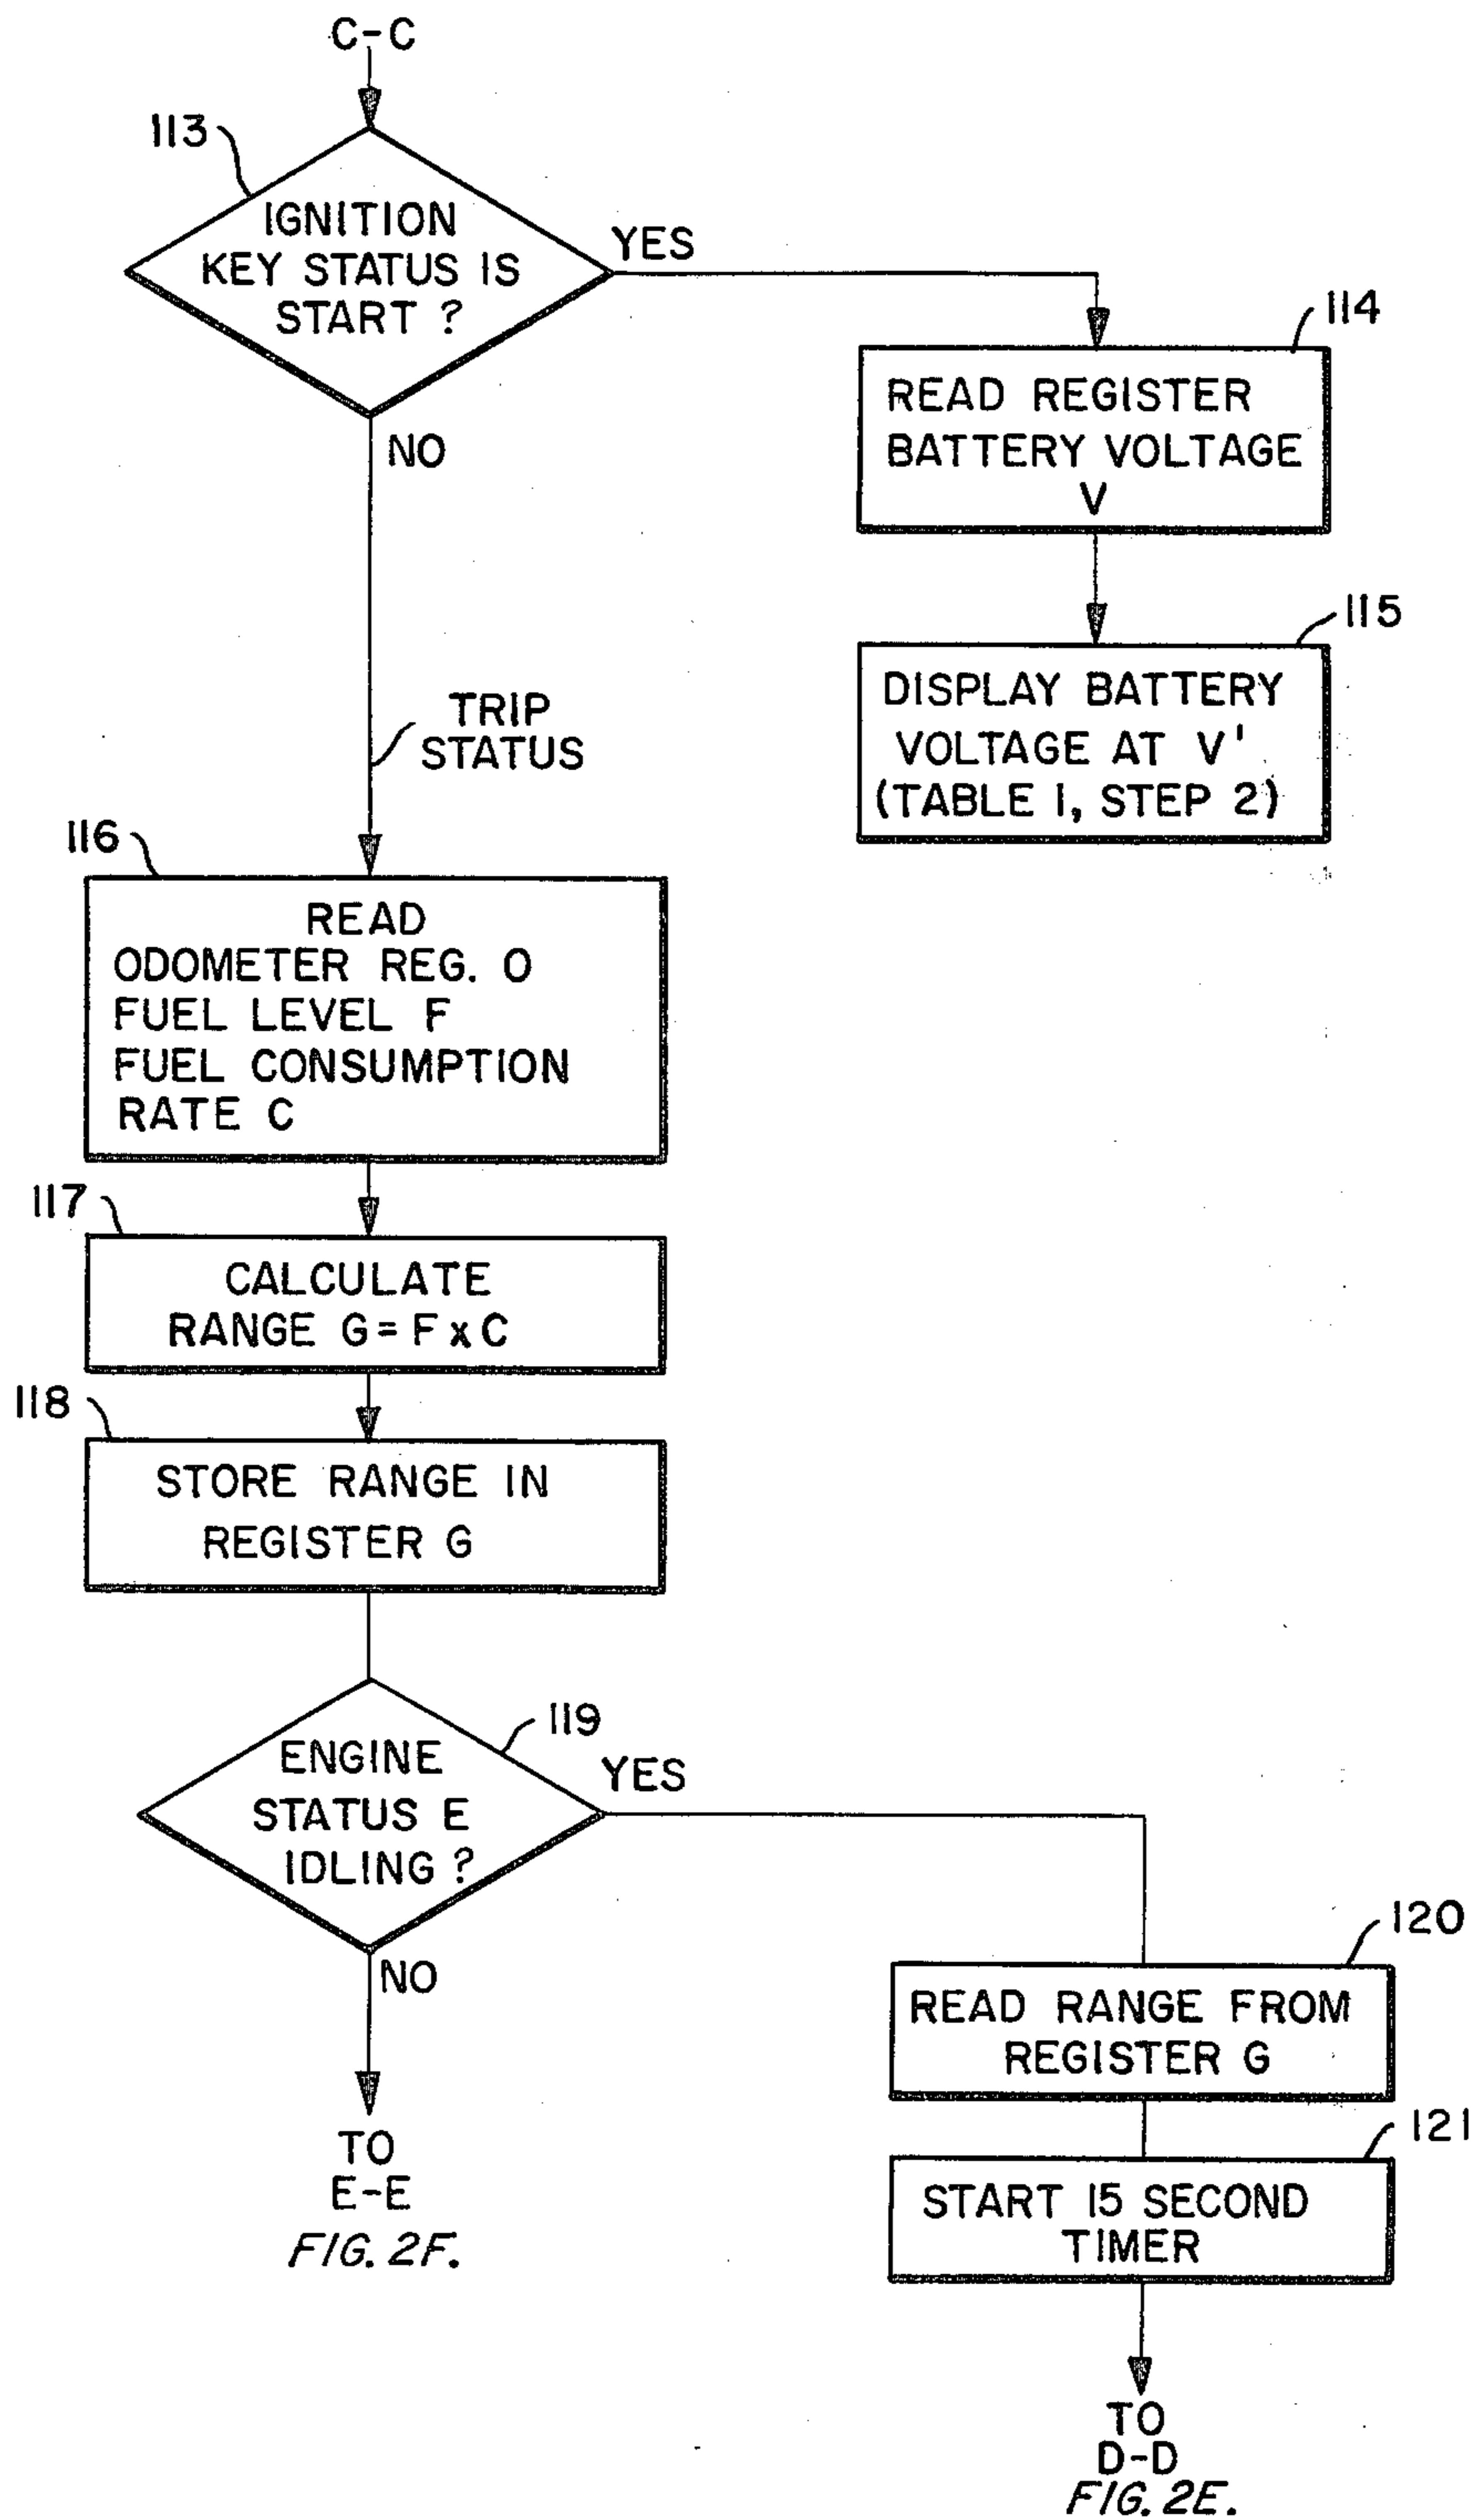 C-C
113
IGNITION
KEY STATUS IS
START ?
YES
NO
114
READ REGISTER
BATTERY VOLTAGE
V
115
DISPLAY BATTERY
VOLTAGE AT V'
(TABLE 1, STEP 2)
TRIP
STATUS
116
READ
ODOMETER REG. O
FUEL LEVEL F
FUEL CONSUMPTION
RATE C
117
CALCULATE
RANGE G = F x C
118
STORE RANGE IN
REGISTER G
119
ENGINE
STATUS E
IDLING ?
YES
NO
TO
E-E
FIG. 2F.
120
READ RANGE FROM
REGISTER G
121
START 15 SECOND
TIMER
TO
D-D
FIG. 2E.